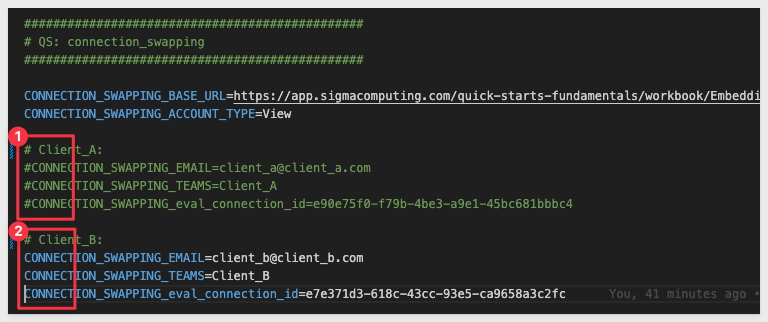 ###############################################
# QS: connection_swapping
###############################################
CONNECTION_SWAPPING_BASE_URL=https://app.sigmacomputing.com/quick-starts-fundamentals/workbook/Embeddi
CONNECTION_SWAPPING_ACCOUNT_TYPE=View
1
# Client_A:
#CONNECTION_SWAPPING_EMAIL=client_a@client_a.com
#CONNECTION_SWAPPING_TEAMS=Client_A
#CONNECTION_SWAPPING_eval_connection_id=e90e75f0-f79b-4be3-a9e1-45bc681bbbc4
2
# Client_B:
CONNECTION_SWAPPING_EMAIL=client_b@client_b.com
CONNECTION_SWAPPING_TEAMS=Client_B
CONNECTION_SWAPPING_eval_connection_id=e7e371d3-618c-43cc-93e5-ca9658a3c2fc You, 41 minutes ago •